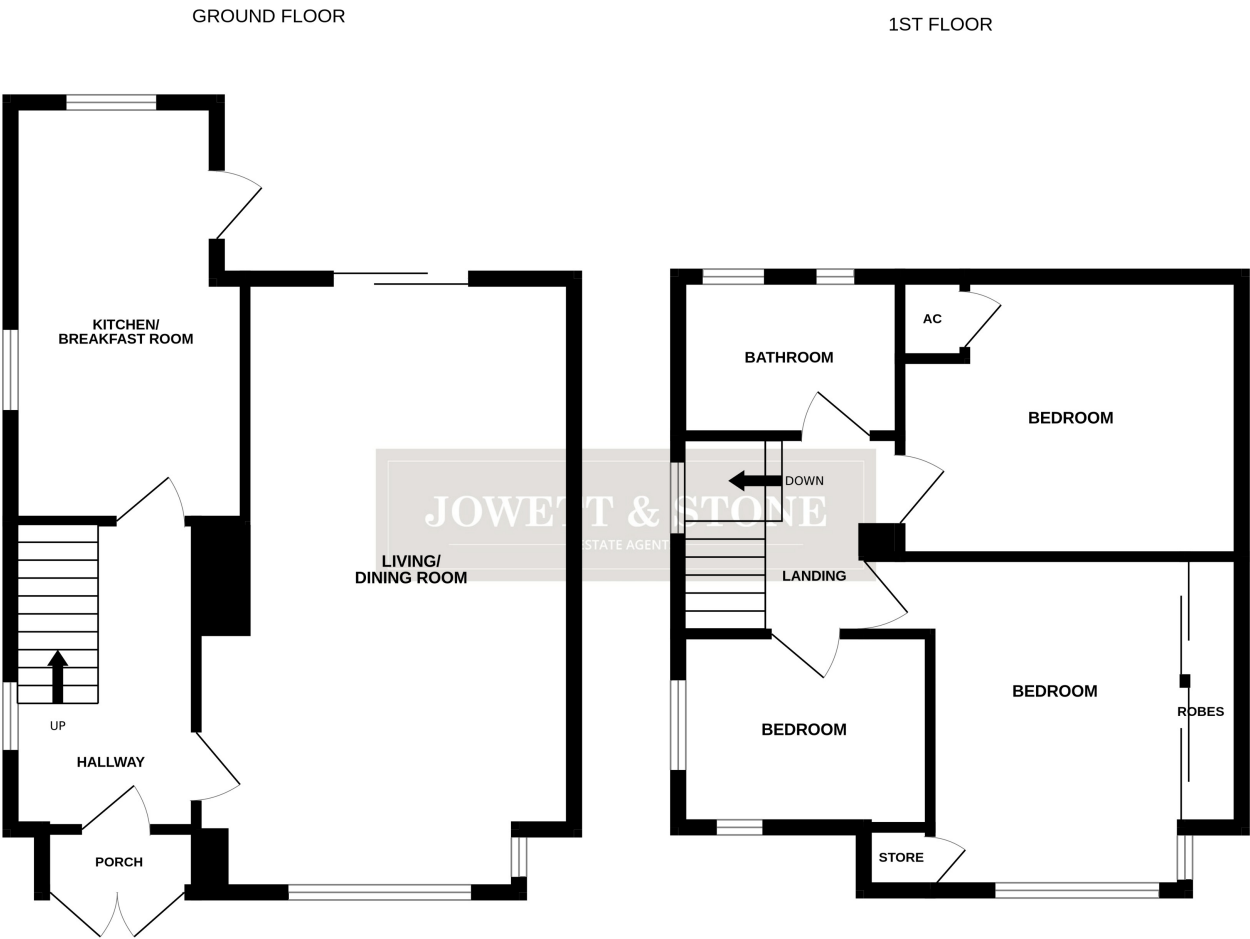 GROUND FLOOR
1ST FLOOR
KITCHEN/
BREAKFAST ROOM
LIVING/
DINING ROOM
UP
HALLWAY
PORCH
AC
BATHROOM
BEDROOM
DOWN
LANDING
BEDROOM
BEDROOM
ROBES
STORE
JOWETT & STONE
ESTATE AGENT